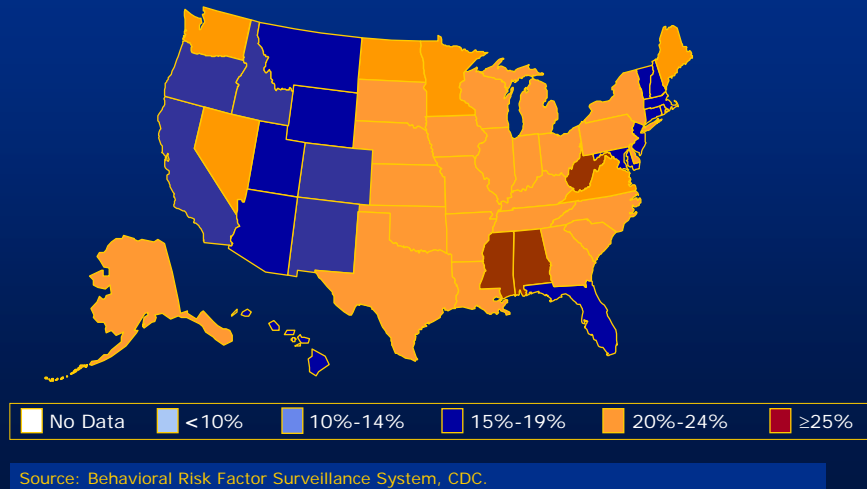 No Data <10% 10%-14% 15%-19% 20%-24% ≥25%
Source: Behavioral Risk Factor Surveillance System, CDC.